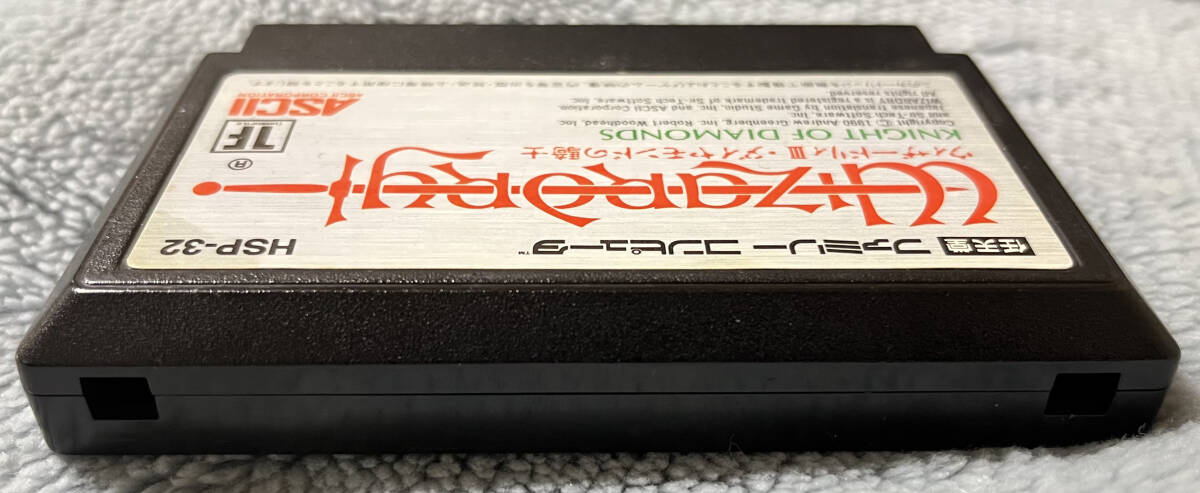 任天堂 ファミリー コンピュータ™
HSP-32
Wizardry®
ウィザードリィⅢ・ダイヤモンドの騎士
KNIGHT OF DIAMONDS
Copyright © 1990 Andrew Greenberg, Inc. Robert Woodhead, Inc
and Sir-Tech Software, Inc.
Japanese translation by Game Studio, Inc. and ASCII Corporation.
WIZARDRY is a registered trademark of Sir-Tech Software, Inc.
All rights reserved
ASCII
ASCII CORPORATION